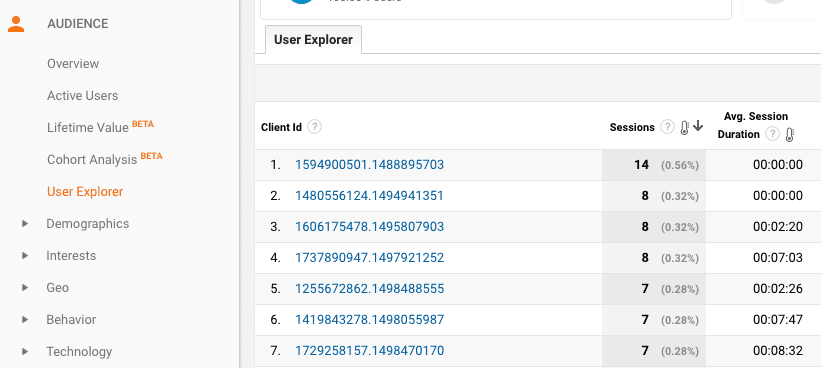 AUDIENCE
Overview
Active Users
Lifetime Value BETA
Cohort Analysis BETA
User Explorer
Demographics
Interests
Geo
Behavior
Technology
User Explorer
Client Id ? Sessions ? Avg. Session
Duration ?
1. 1594900501.1488895703 14 (0.56%) 00:00:00
2. 1480556124.1494941351 8 (0.32%) 00:00:00
3. 1606175478.1495807903 8 (0.32%) 00:02:20
4. 1737890947.1497921252 8 (0.32%) 00:07:03
5. 1255672862.1498488555 7 (0.28%) 00:02:26
6. 1419843278.1498055987 7 (0.28%) 00:07:47
7. 1729258157.1498470170 7 (0.28%) 00:08:32